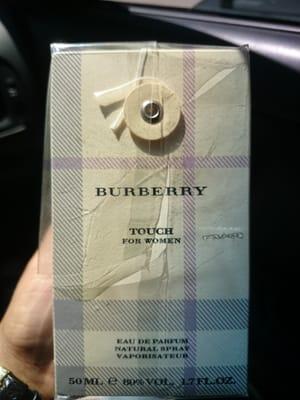 BURBERRY
TOUCH
FOR WOMEN
EAU DE PARFUM
NATURAL SPRAY
VAPORISATEUR
50 ML ℮ 80% VOL. 1.7 FL.OZ.